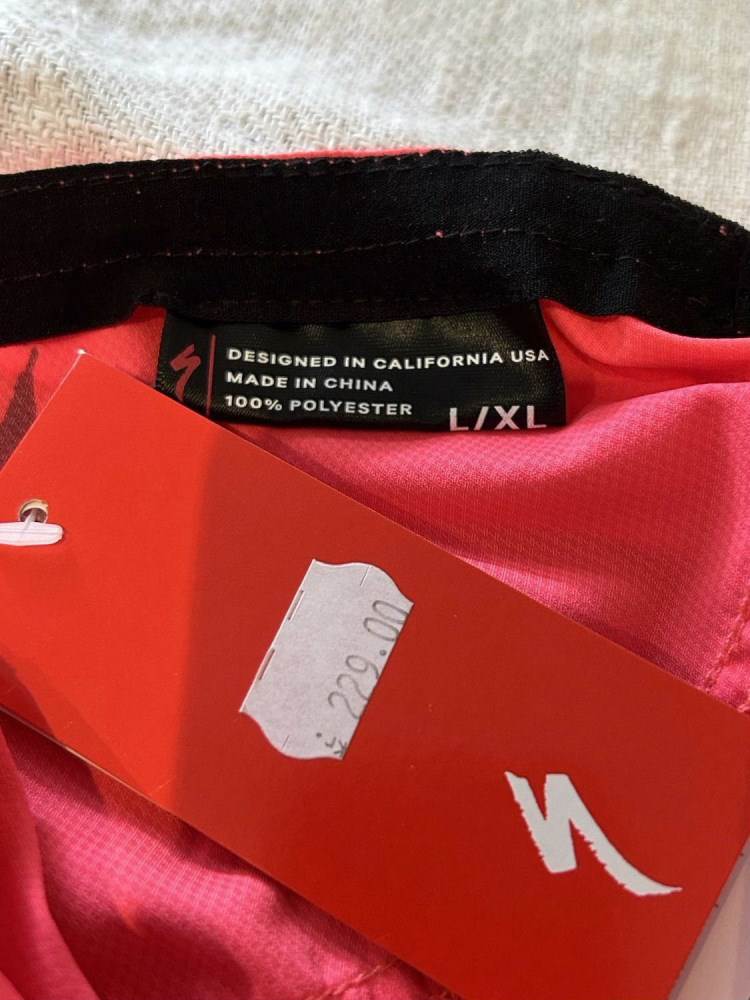 DESIGNED IN CALIFORNIA USA
MADE IN CHINA
100% POLYESTER
L/XL
229.00